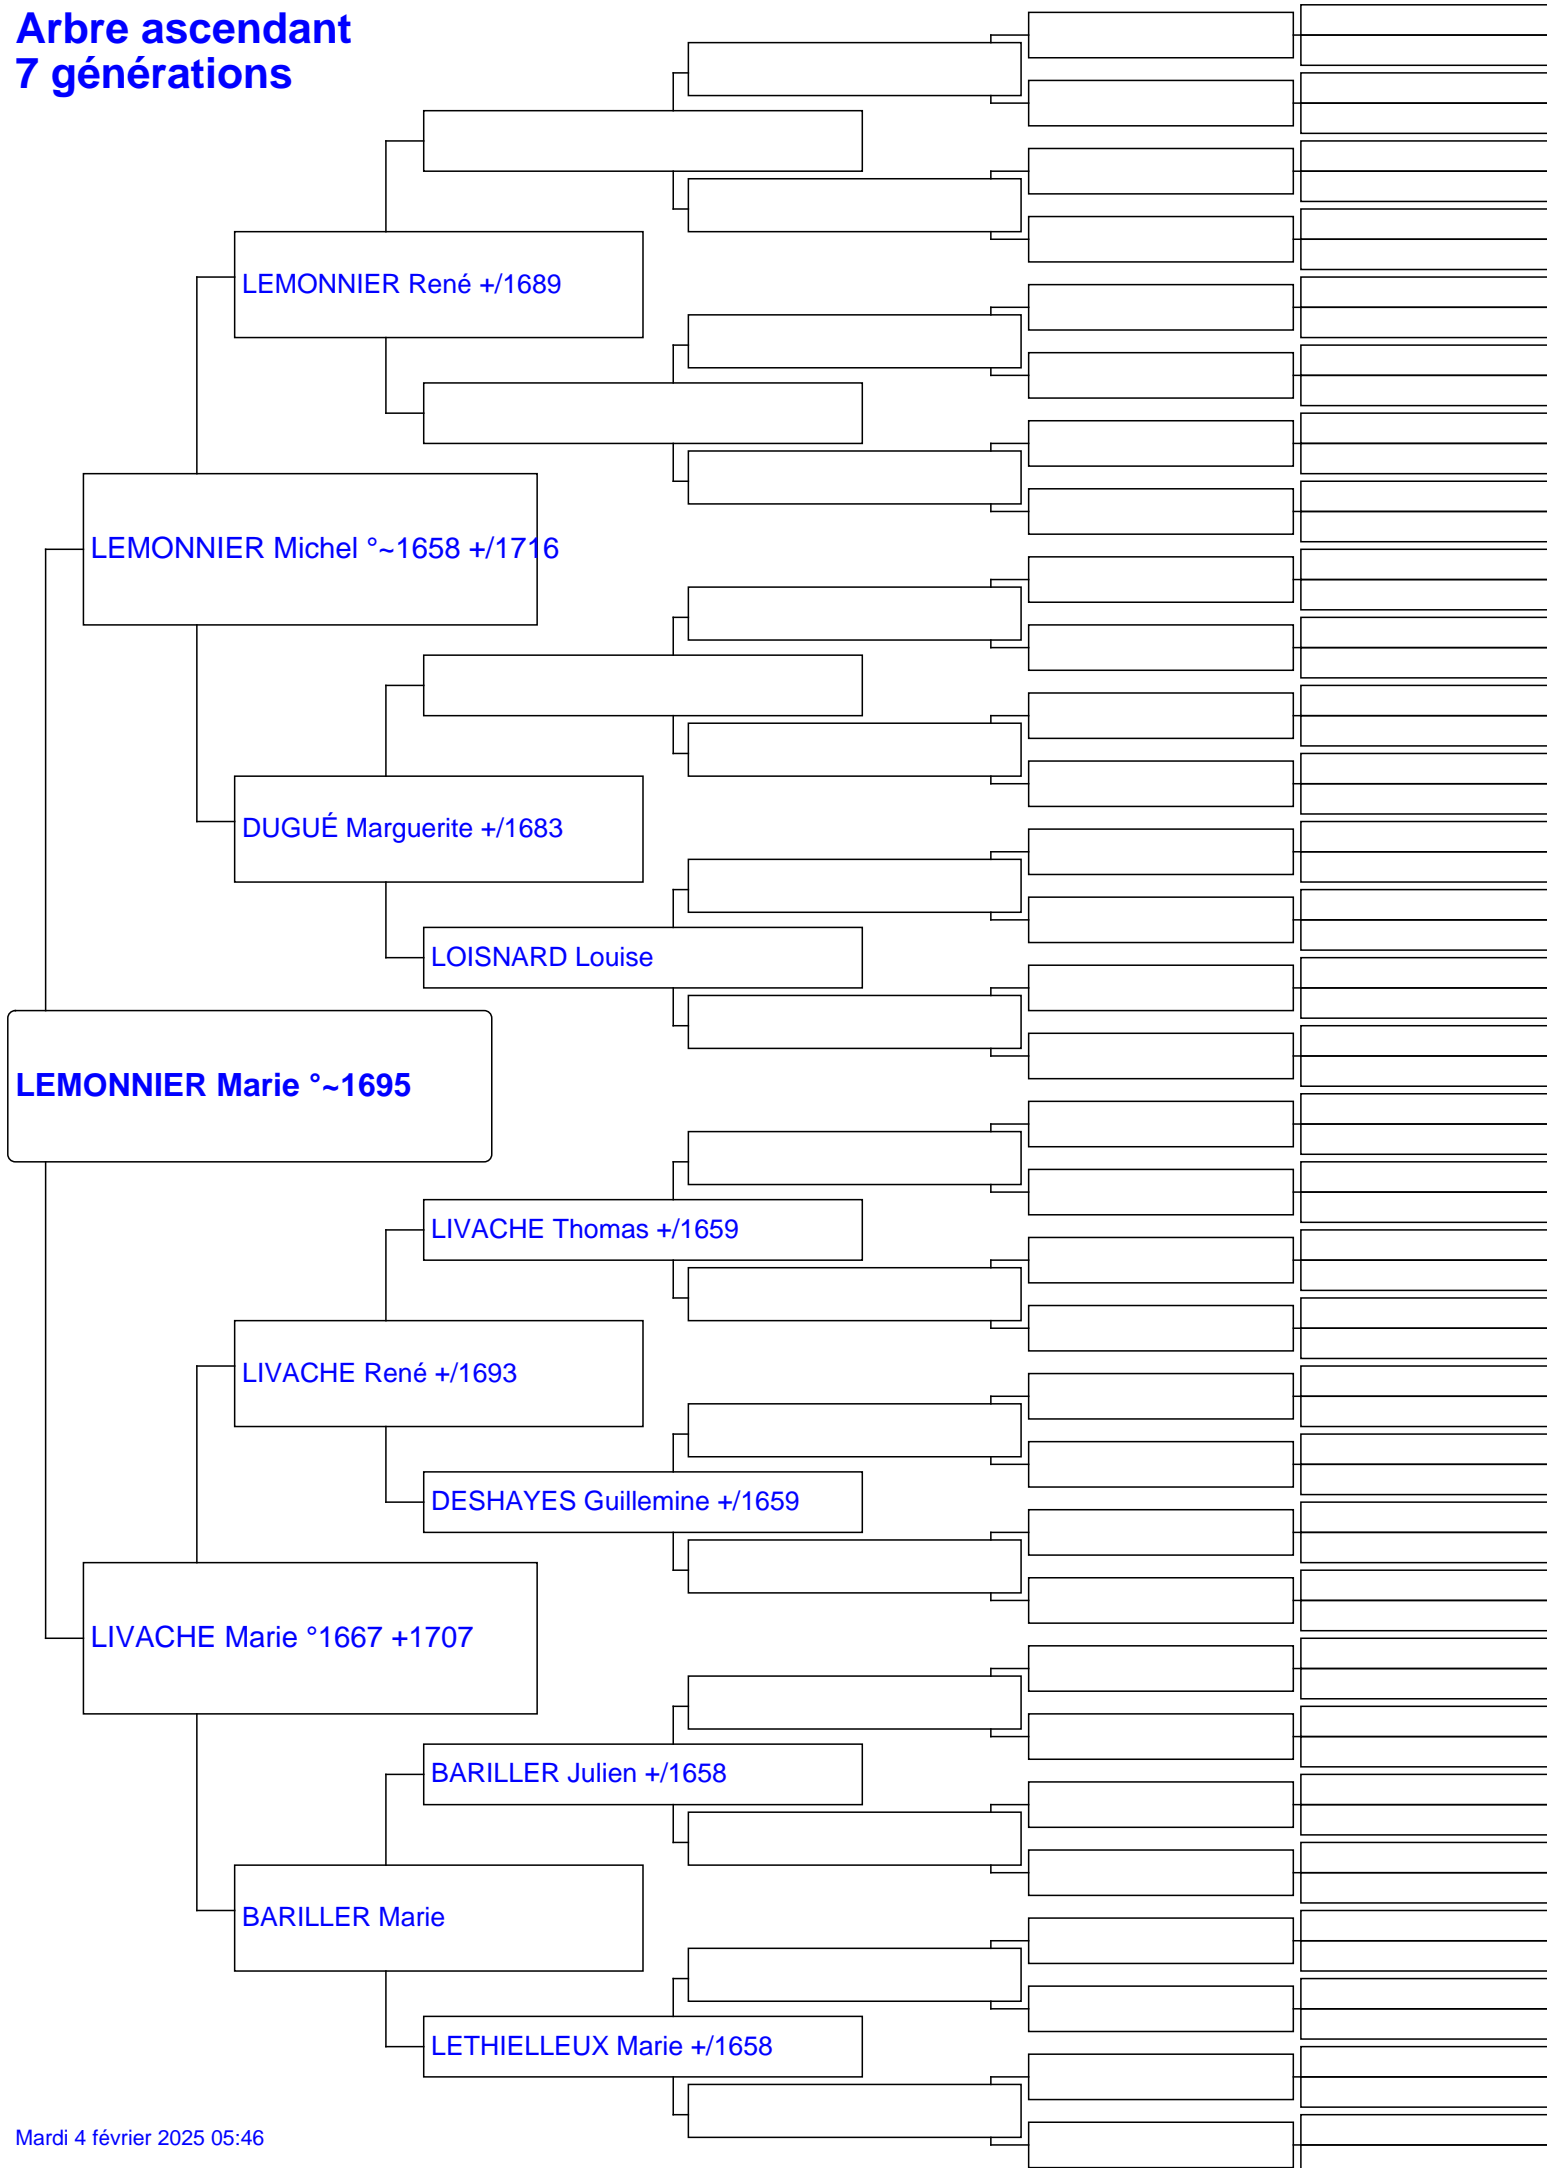 Arbre ascendant
7 générations
LEMONNIER René +/1689
LEMONNIER Michel °~1658 +/1716
DUGUÉ Marguerite +/1683
LOISNARD Louise
LEMONNIER Marie °~1695
LIVACHE Thomas +/1659
LIVACHE René +/1693
DESHAYES Guillemine +/1659
LIVACHE Marie °1667 +1707
BARILLER Julien +/1658
BARILLER Marie
LETHIELLEUX Marie +/1658
Mardi 4 février 2025 05:46